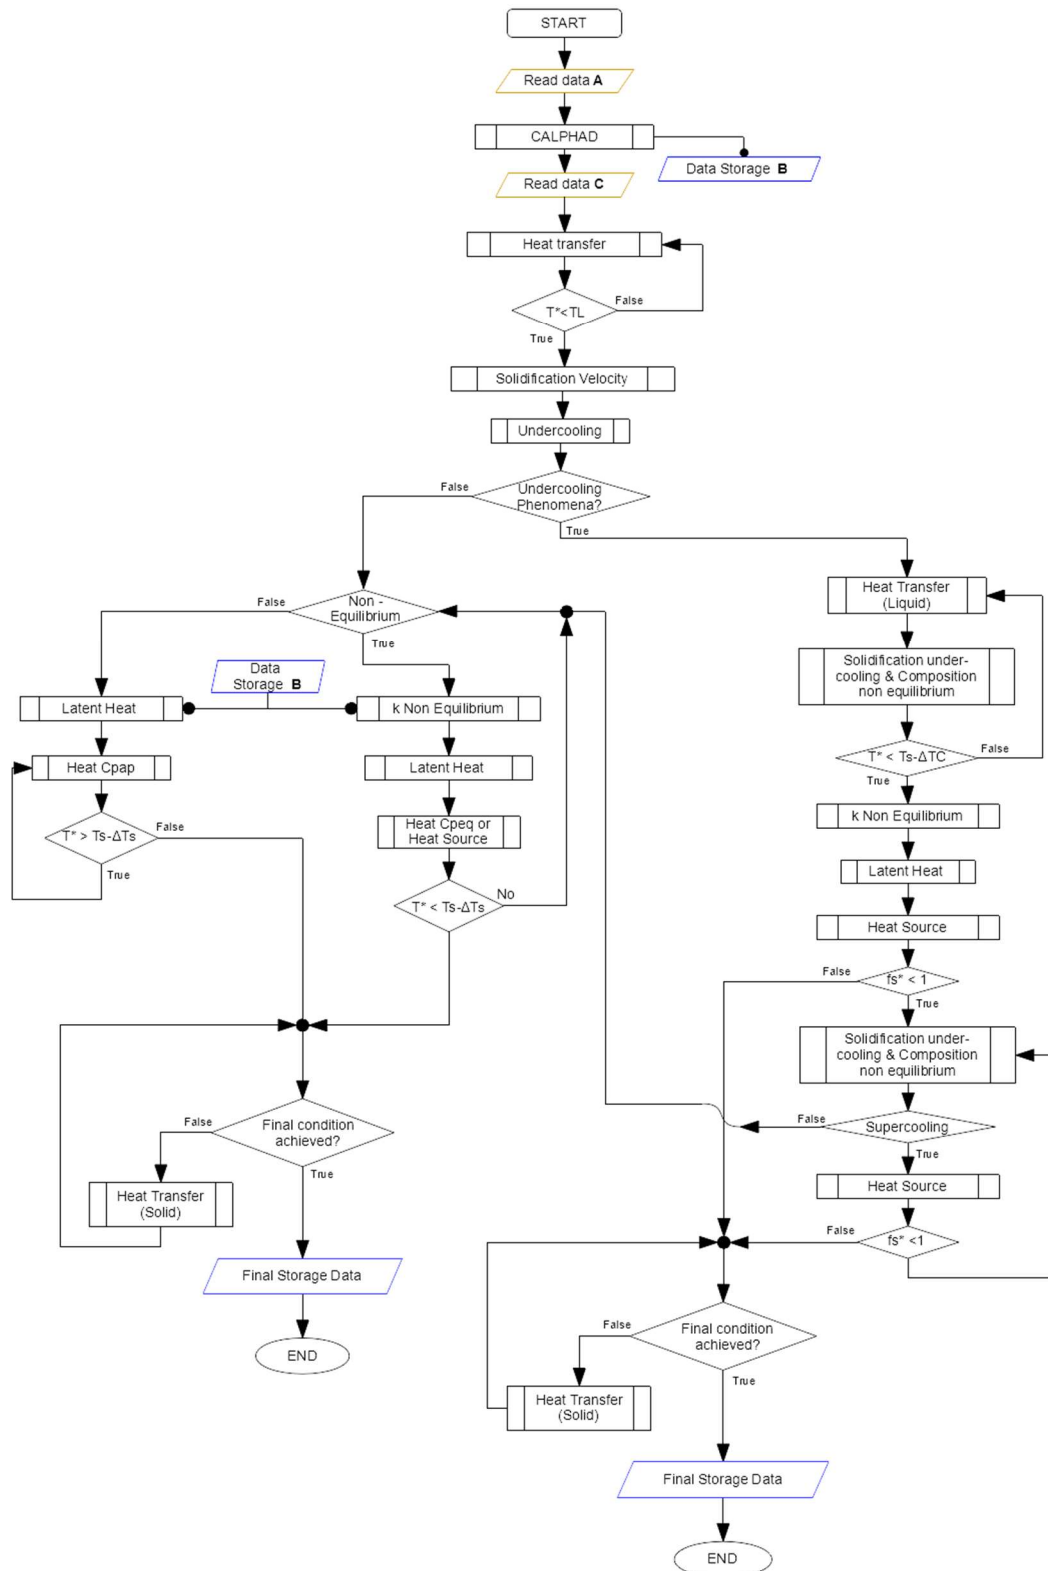 START
Read data A
CALPHAD
Data Storage B
Read data C
Heat transfer
T*<TL
False
True
Solidification Velocity
Undercooling
Undercooling
Phenomena?
False
True
Non -
Equilibrium
False
True
Data
Storage B
Latent Heat
k Non Equilibrium
Heat Cpap
Latent Heat
T* > Ts-ΔTs
False
True
Heat Cpeq or
Heat Source
T* < Ts-ΔTs
No
Heat Transfer
(Liquid)
Solidification under-
cooling & Composition
non equilibrium
T* < Ts-ΔTC
False
True
k Non Equilibrium
Latent Heat
Heat Source
False
fs* < 1
True
Solidification under-
cooling & Composition
non equilibrium
False
Supercooling
True
Heat Source
False
fs* <1
Final condition
achieved?
False
True
Heat Transfer
(Solid)
Final Storage Data
END
Final condition
achieved?
False
True
Heat Transfer
(Solid)
Final Storage Data
END